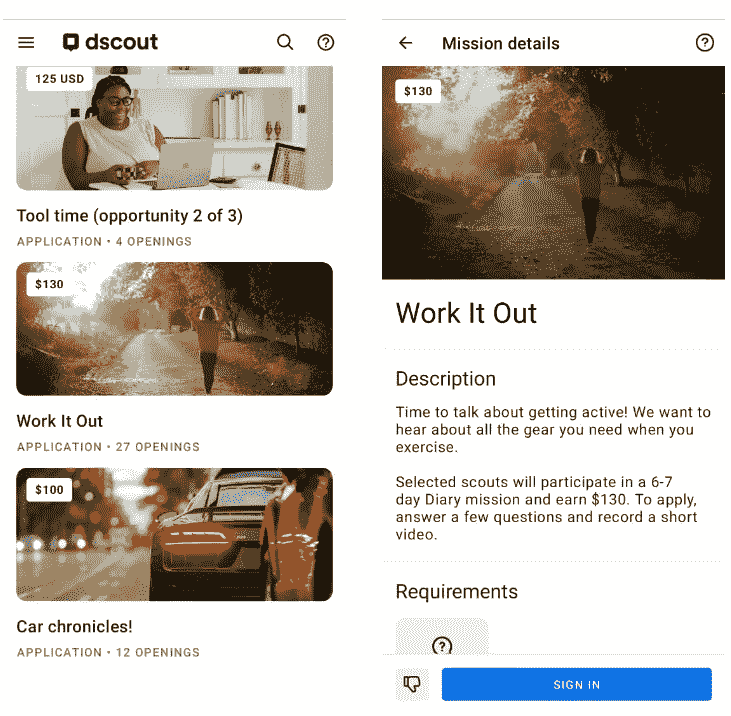 dscout
125 USD
Tool time (opportunity 2 of 3)
APPLICATION • 4 OPENINGS
$130
Work It Out
APPLICATION • 27 OPENINGS
$100
Car chronicles!
APPLICATION • 12 OPENINGS
Mission details
$130
Work It Out
Description
Time to talk about getting active! We want to
hear about all the gear you need when you
exercise.
Selected scouts will participate in a 6-7
day Diary mission and earn $130. To apply,
answer a few questions and record a short
video.
Requirements
SIGN IN